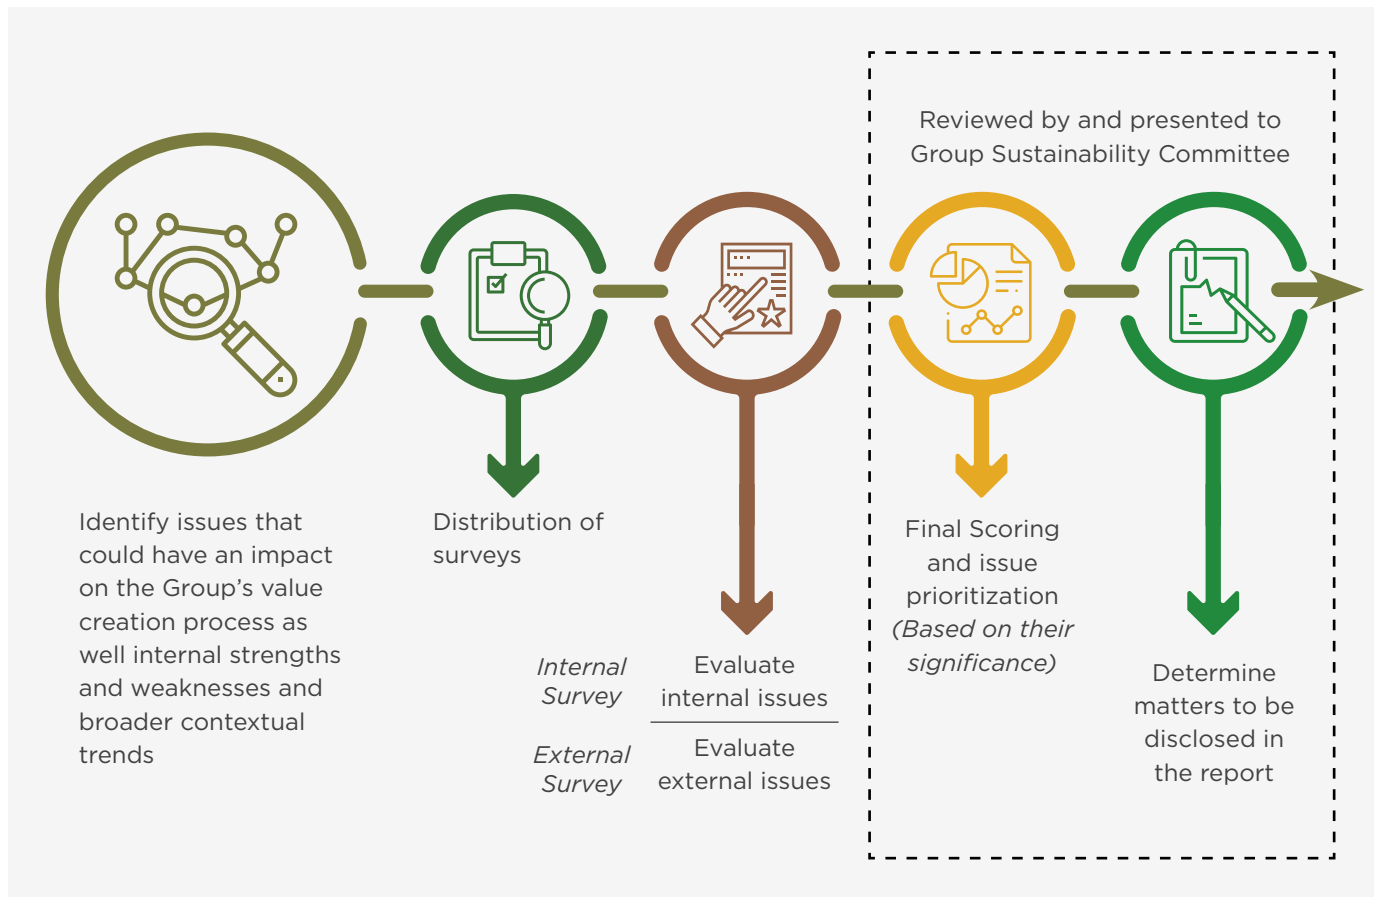 Reviewed by and presented to
Group Sustainability Committee
Identify issues that
could have an impact
on the Group’s value
creation process as
well internal strengths
and weaknesses and
broader contextual
trends
Distribution of
surveys
Internal
Survey
Evaluate
internal issues
External
Survey
Evaluate
external issues
Final Scoring
and issue
prioritization
(Based on their
significance)
Determine
matters to be
disclosed in
the report